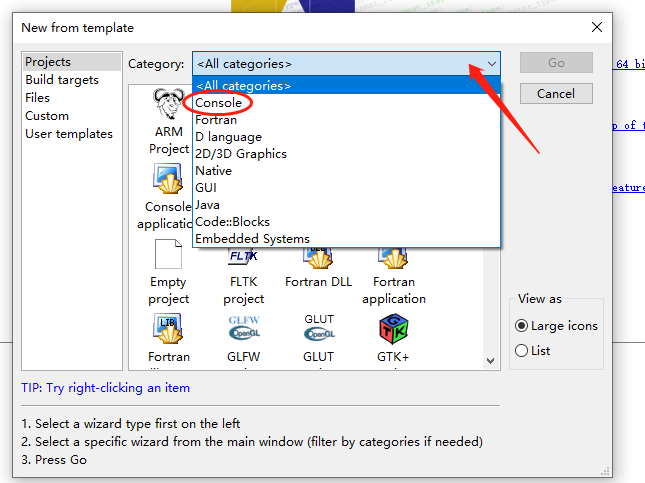 New from template
Projects
Build targets
Files
Custom
User templates
Category:
<All categories>
Go
Cancel
<All categories>
Console
Fortran
D language
2D/3D Graphics
Native
GUI
Java
Code::Blocks
Embedded Systems
ARM
Project
Console
application
Empty
project
FLTK
FLTK
project
Fortran DLL
Fortran
application
LIB
Fortran
GLFW
OpenGL
GLFW
GLUT
OpenGL
GLUT
GTK
GTK+
View as
Large icons
List
TIP: Try right-clicking an item
1. Select a wizard type first on the left
2. Select a specific wizard from the main window (filter by categories if needed)
3. Press Go
64 bi
p of t
eature